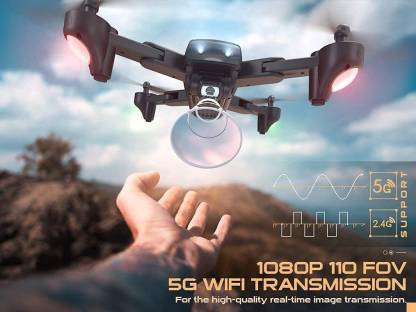 5G
SUPPORT
2.4G
1080P 110 FOV
5G WIFI TRANSMISSION
For the high-quality real-time image transmission.